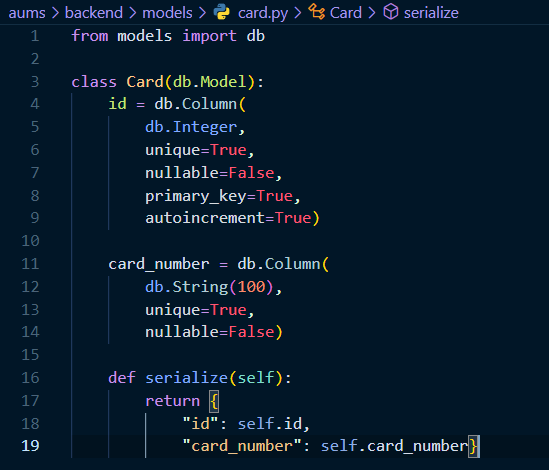 aums > backend > models > card.py > Card > serialize
1 from models import db
2
3 class Card(db.Model):
4     id = db.Column(
5         db.Integer,
6         unique=True,
7         nullable=False,
8         primary_key=True,
9         autoincrement=True)
10
11     card_number = db.Column(
12         db.String(100),
13         unique=True,
14         nullable=False)
15
16     def serialize(self):
17         return {
18             "id": self.id,
19             "card_number": self.card_number}